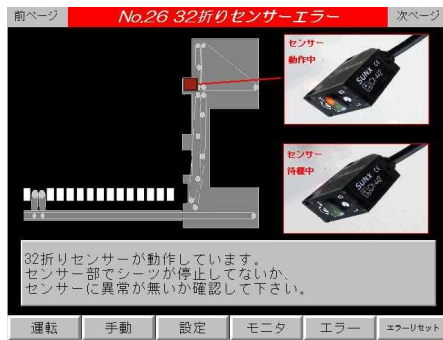 前ページ
No.26 32折りセンサーエラー
次ページ
センサー
動作中
SUNX
センサー
待機中
SUNX
32折りセンサーが動作しています。
センサー部でシーツが停止してないか、
センサーに異常が無いか確認して下さい。
運転
手動
設定
モニタ
エラー
エラーリセット